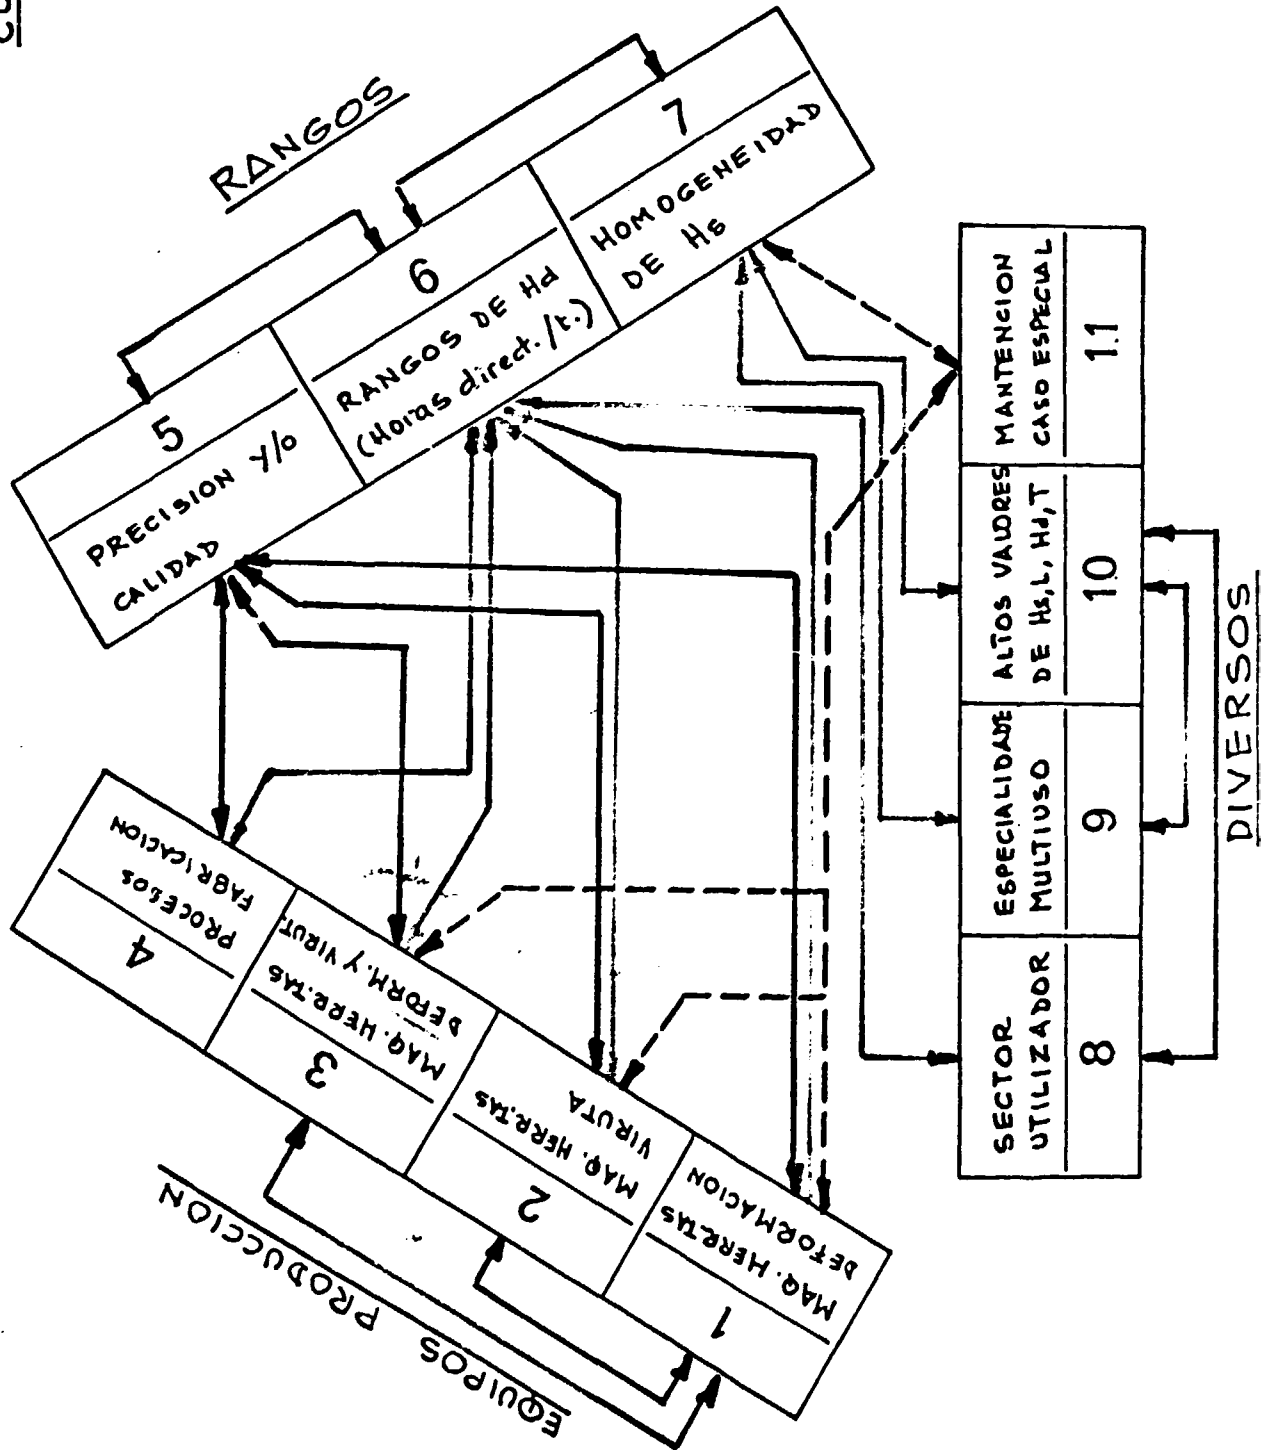 RANGOS
5
PRECISION Y/O
CALIDAD
6
RANGOS DE Hd
(Horas direct./t.)
7
HOMOGENEIDAD
DE Hs
EQUIPOS PRODUCCION
1
MAQ. HERR.TAS
DEFORMACION
2
MAQ. HERR.TAS
VIRUTA
3
MAQ. HERR.TAS
DEFORM. Y VIRUT.
4
PROCESOS
FABRICACION
SECTOR
UTILIZADOR
8
ESPECIALIDADE
MULTIUSO
9
ALTOS VALORES
DE Hs, L, Hd, T
10
MANTENCION
CASO ESPECIAL
11
DIVERSOS